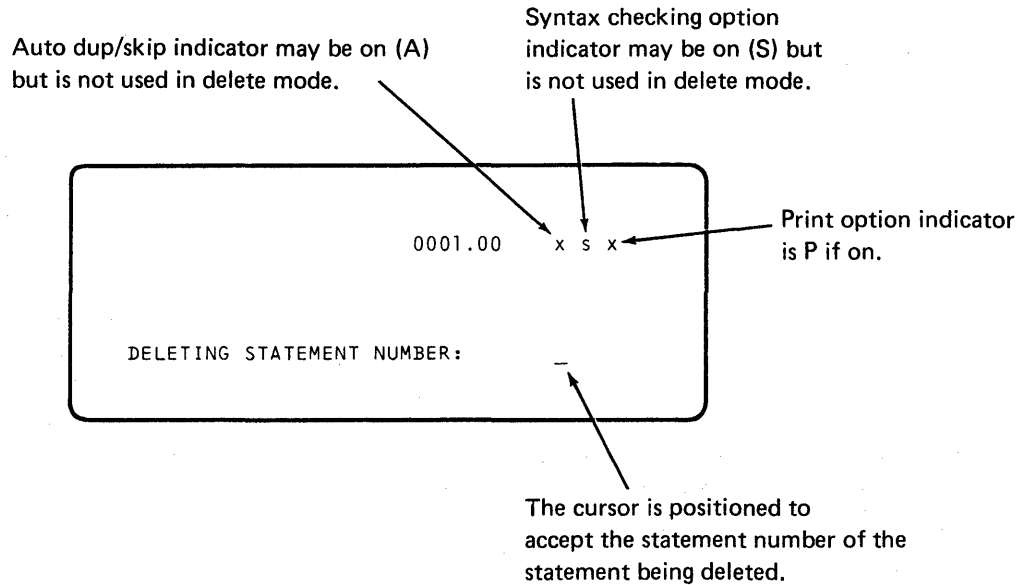 Syntax checking option
indicator may be on (S) but
is not used in delete mode.
Auto dup/skip indicator may be on (A)
but is not used in delete mode.
0001.00 x S x
Print option indicator
is P if on.
DELETING STATEMENT NUMBER: _
The cursor is positioned to
accept the statement number of the
statement being deleted.